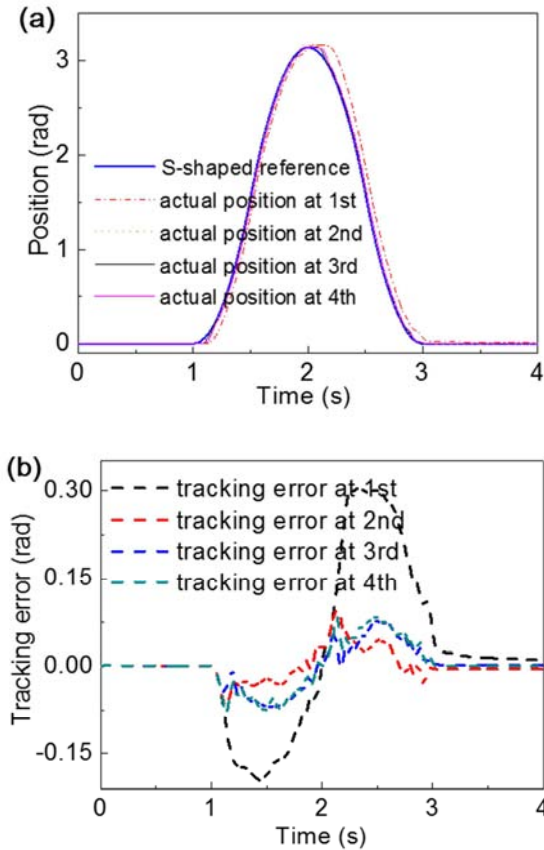 (a)
3
2
1
0
Position (rad)
S-shaped reference
actual position at 1st
actual position at 2nd
actual position at 3rd
actual position at 4th
0 1 2 3 4
Time (s)
(b)
0.30
0.15
0.00
-0.15
Tracking error (rad)
tracking error at 1st
tracking error at 2nd
tracking error at 3rd
tracking error at 4th
0 1 2 3 4
Time (s)